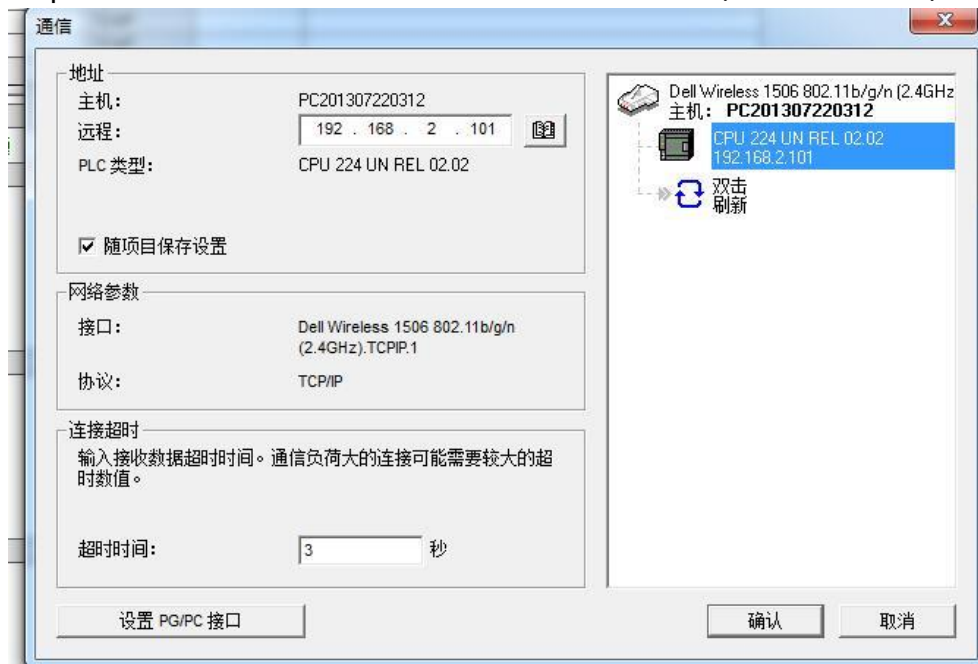 通信
地址
主机: PC201307220312
远程: 192 . 168 . 2 . 101
PLC 类型: CPU 224 UN REL 02.02
随项目保存设置
网络参数
接口: Dell Wireless 1506 802.11b/g/n
(2.4GHz).TCPIP.1
协议: TCP/IP
连接超时
输入接收数据超时时间。通信负荷大的连接可能需要较大的超
时数值。
超时时间: 3 秒
设置 PG/PC 接口
Dell Wireless 1506 802.11b/g/n (2.4GHz
主机: PC201307220312
CPU 224 UN REL 02.02
192.168.2.101
双击
刷新
确认 取消